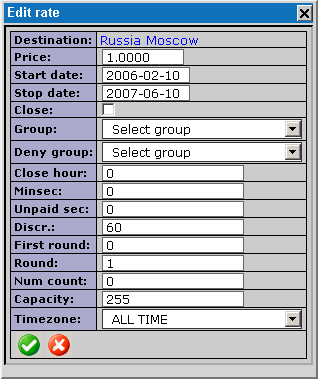 Edit rate
Destination: Russia Moscow
Price: 1.0000
Start date: 2006-02-10
Stop date: 2007-06-10
Close:
Group: Select group
Deny group: Select group
Close hour: 0
Minsec: 0
Unpaid sec: 0
Discr.: 60
First round: 0
Round: 1
Num count: 0
Capacity: 255
Timezone: ALL TIME